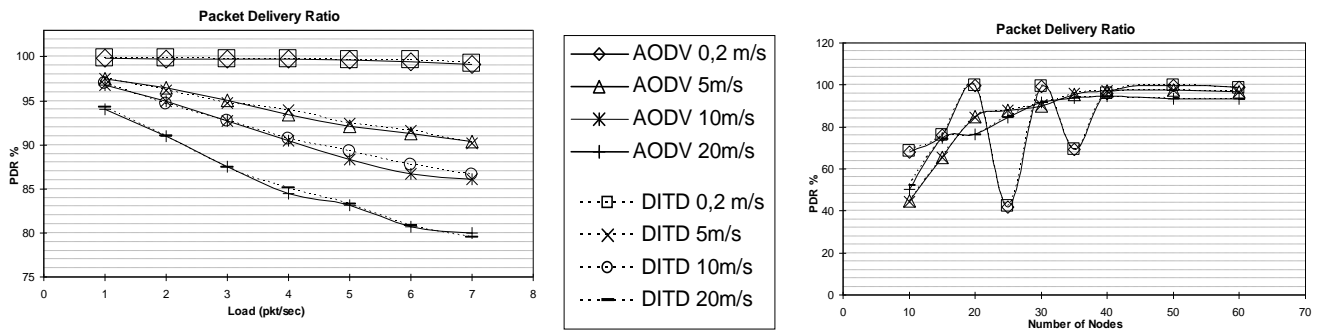 Packet Delivery Ratio
100
95
90
85
80
75
PDR %
0 1 2 3 4 5 6 7 8
Load (pkt/sec)
AODV 0,2 m/s
AODV 5m/s
AODV 10m/s
AODV 20m/s
DITD 0,2 m/s
DITD 5m/s
DITD 10m/s
DITD 20m/s
Packet Delivery Ratio
120
100
80
60
40
20
0
PDR %
0 10 20 30 40 50 60 70
Number of Nodes